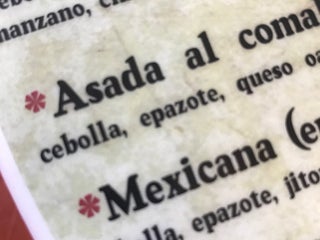 manzano,
*Asada al comal
cebolla, epazote, queso
*Mexicana
epazote,